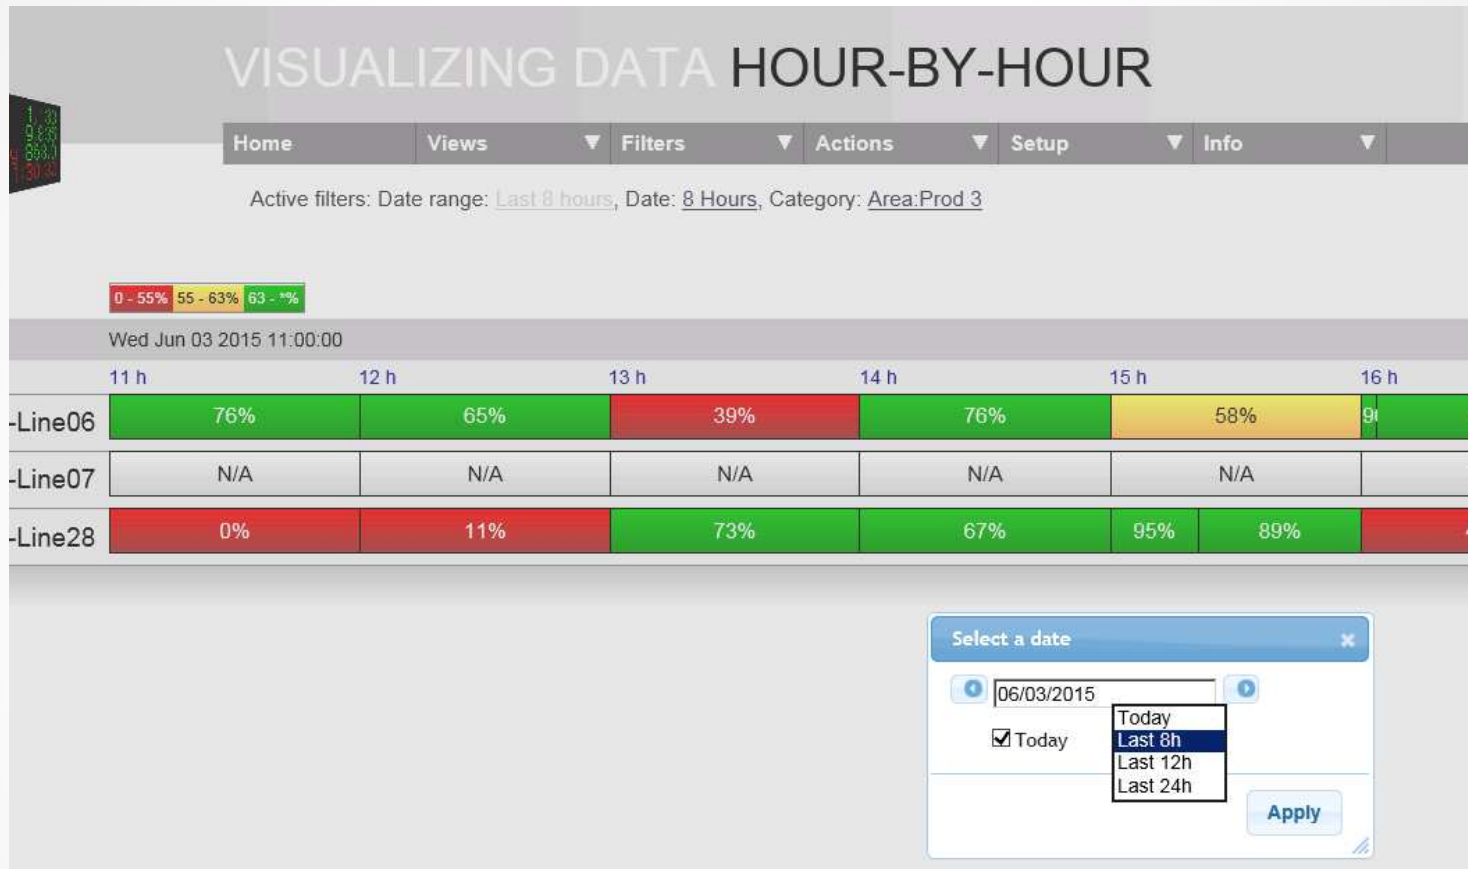 VISUALIZING DATA HOUR-BY-HOUR
Home Views ▼ Filters ▼ Actions ▼ Setup ▼ Info ▼
Active filters: Date range: Last 8 hours, Date: 8 Hours, Category: Area:Prod 3
0 - 55% 55 - 63% 63 - *%
Wed Jun 03 2015 11:00:00
11 h 12 h 13 h 14 h 15 h 16 h
-Line06 76% 65% 39% 76% 58%
-Line07 N/A N/A N/A N/A N/A
-Line28 0% 11% 73% 67% 95% 89%
Select a date
06/03/2015
Today
Today
Last 8h
Last 12h
Last 24h
Apply